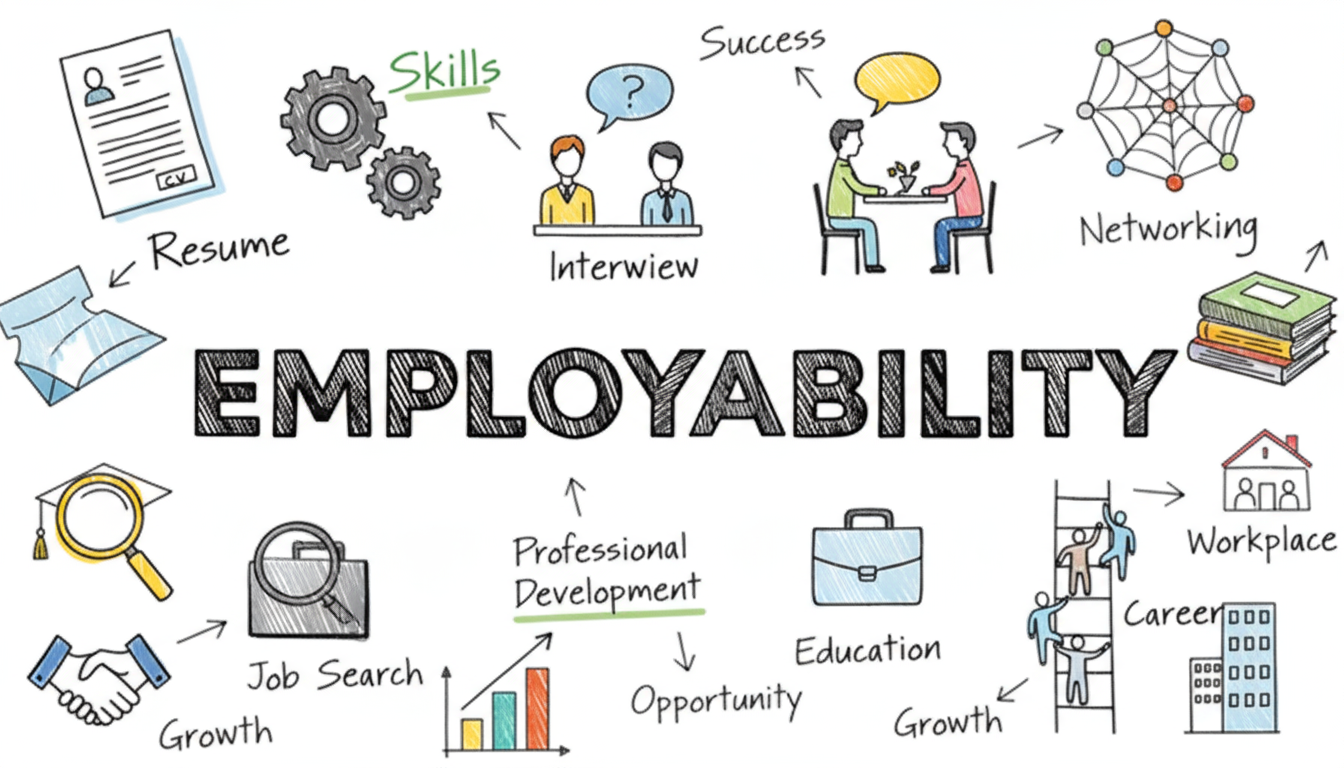 Skills
Success
CV
?
Resume
Interwiew
Networking
EMPLOYABILITY
Professional
Development
Workplace
Career
Job Search
Education
Opportunity
Growth
Growth